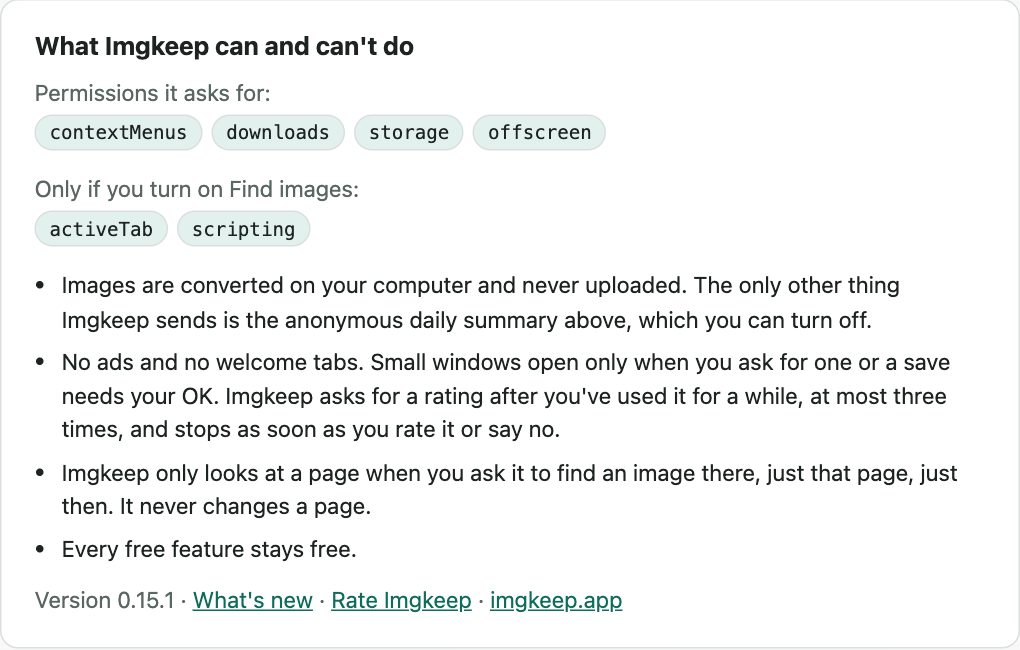 What Imgkeep can and can't do
Permissions it asks for:
contextMenus downloads storage offscreen
Only if you turn on Find images:
activeTab scripting
• Images are converted on your computer and never uploaded. The only other thing
Imgkeep sends is the anonymous daily summary above, which you can turn off.
• No ads and no welcome tabs. Small windows open only when you ask for one or a save
needs your OK. Imgkeep asks for a rating after you've used it for a while, at most three
times, and stops as soon as you rate it or say no.
• Imgkeep only looks at a page when you ask it to find an image there, just that page, just
then. It never changes a page.
• Every free feature stays free.
Version 0.15.1 · What's new · Rate Imgkeep · imgkeep.app